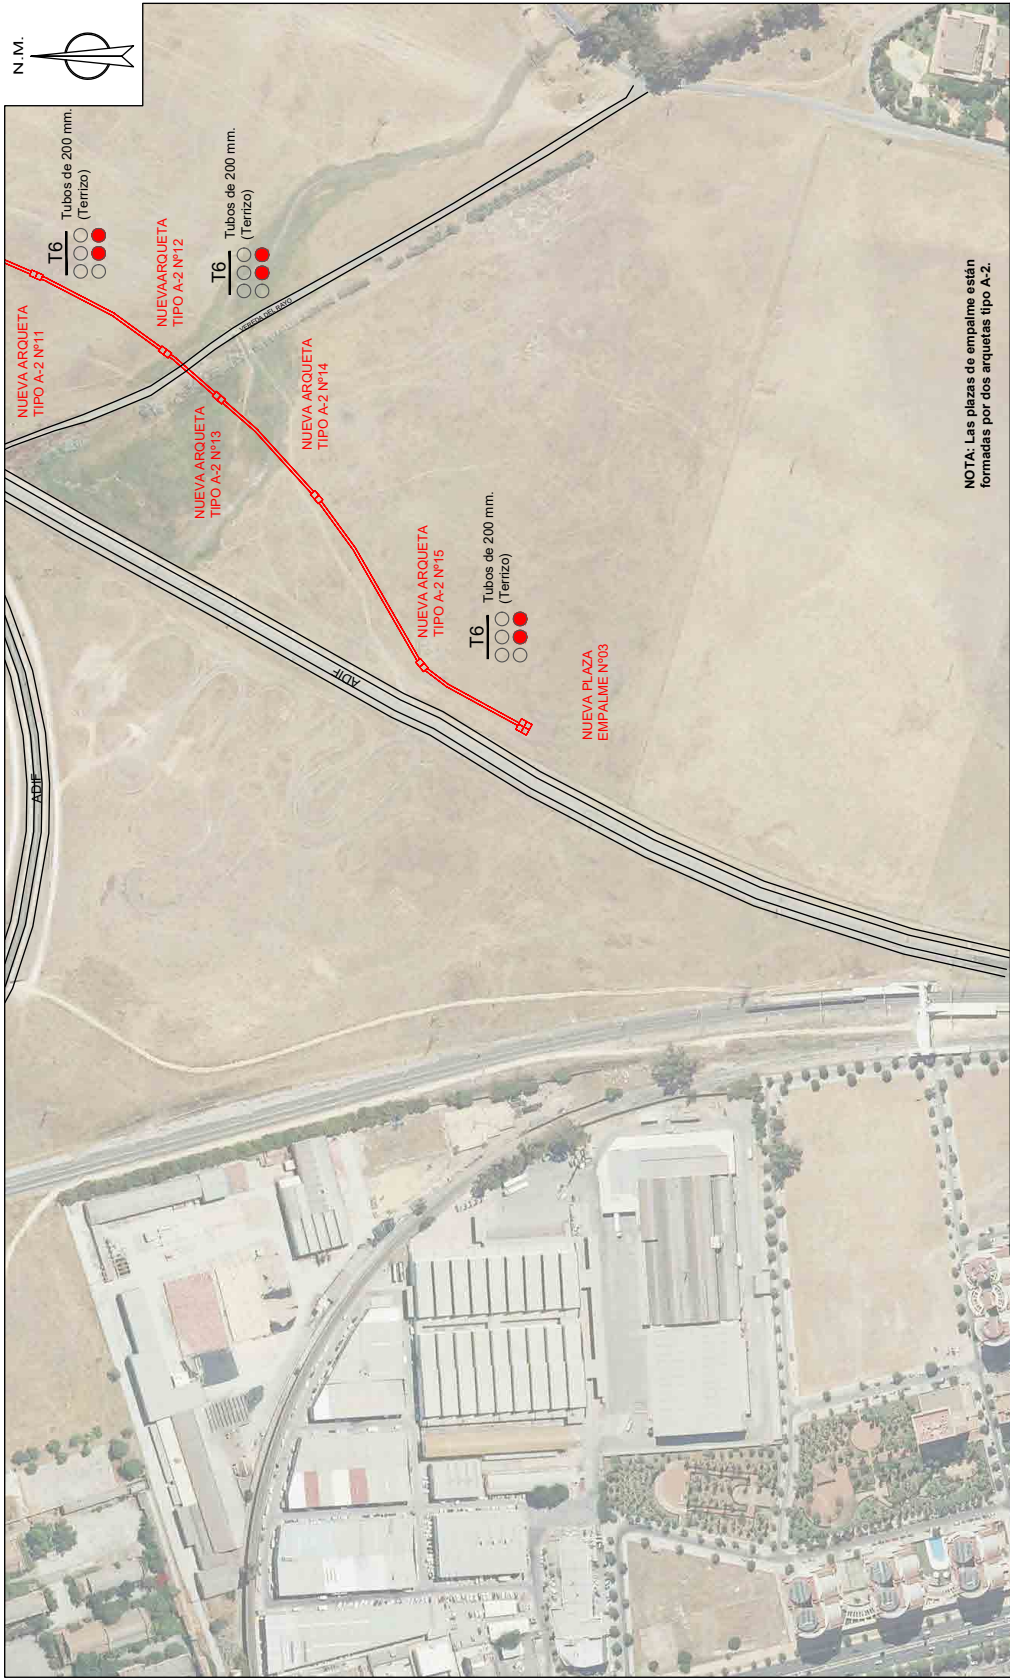 N.M.
T6
Tubos de 200 mm.
(Terrizo)
NUEVA ARQUETA
TIPO A-2 Nº11
NUEVAARQUETA
TIPO A-2 Nº12
T6
Tubos de 200 mm.
(Terrizo)
VEREDA DEL RAYO
NUEVA ARQUETA
TIPO A-2 Nº13
NUEVA ARQUETA
TIPO A-2 Nº14
NUEVA ARQUETA
TIPO A-2 Nº15
T6
Tubos de 200 mm.
(Terrizo)
NUEVA PLAZA
EMPALME Nº03
ADIF
ADIF
NOTA: Las plazas de empalme están
formadas por dos arquetas tipo A-2.